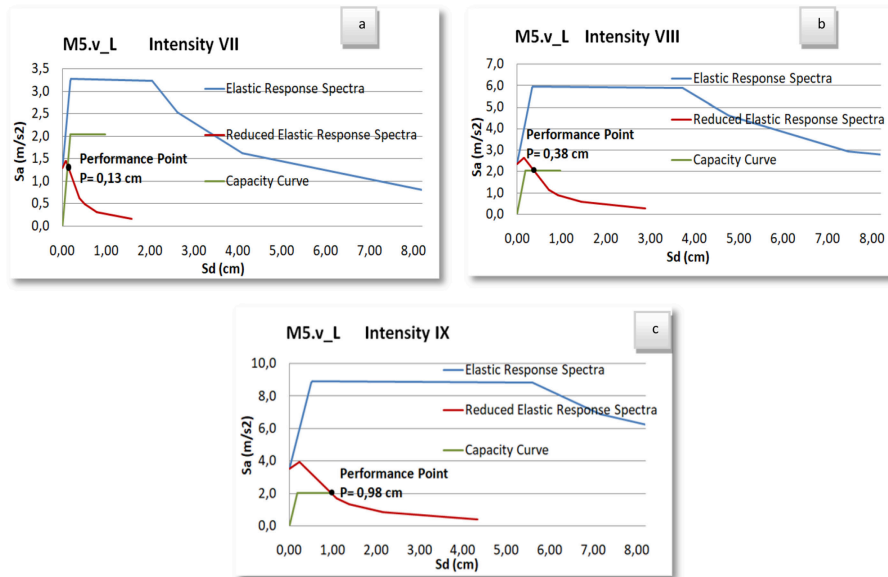 a
M5.v_L Intensity VII
3,5
3,0
2,5
2,0
1,5
1,0
0,5
0,0
Sa (m/s2)
Elastic Response Spectra
Reduced Elastic Response Spectra
Performance Point
P= 0,13 cm
Capacity Curve
0,00 1,00 2,00 3,00 4,00 5,00 6,00 7,00 8,00
Sd (cm)
b
M5.v_L Intensity VIII
7,0
6,0
5,0
4,0
3,0
2,0
1,0
0,0
Sa (m/s2)
Elastic Response Spectra
Reduced Elastic Response Spectra
Performance Point
P= 0,38 cm
Capacity Curve
0,00 1,00 2,00 3,00 4,00 5,00 6,00 7,00 8,00
Sd (cm)
c
M5.v_L Intensity IX
10,0
8,0
6,0
4,0
2,0
0,0
Sa (m/s2)
Elastic Response Spectra
Reduced Elastic Response Spectra
Capacity Curve
Performance Point
P= 0,98 cm
0,00 1,00 2,00 3,00 4,00 5,00 6,00 7,00 8,00
Sd (cm)